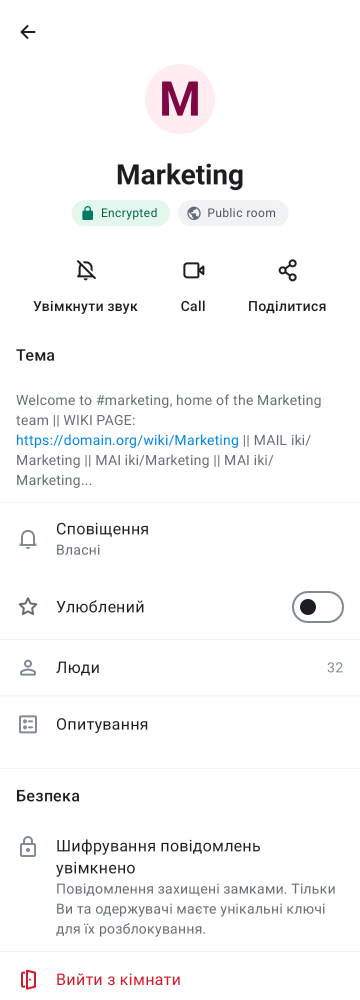 M
Marketing
Encrypted
Public room
Увімкнути звук
Call
Поділитися
Тема
Welcome to #marketing, home of the Marketing
team || WIKI PAGE:
https://domain.org/wiki/Marketing || MAIL iki/
Marketing || MAI iki/Marketing || MAI iki/
Marketing...
Сповіщення
Власні
Улюблений
Люди
32
Опитування
Безпека
Шифрування повідомлень
увімкнено
Повідомлення захищені замками. Тільки
Ви та одержувачі маєте унікальні ключі
для їх розблокування.
Вийти з кімнати